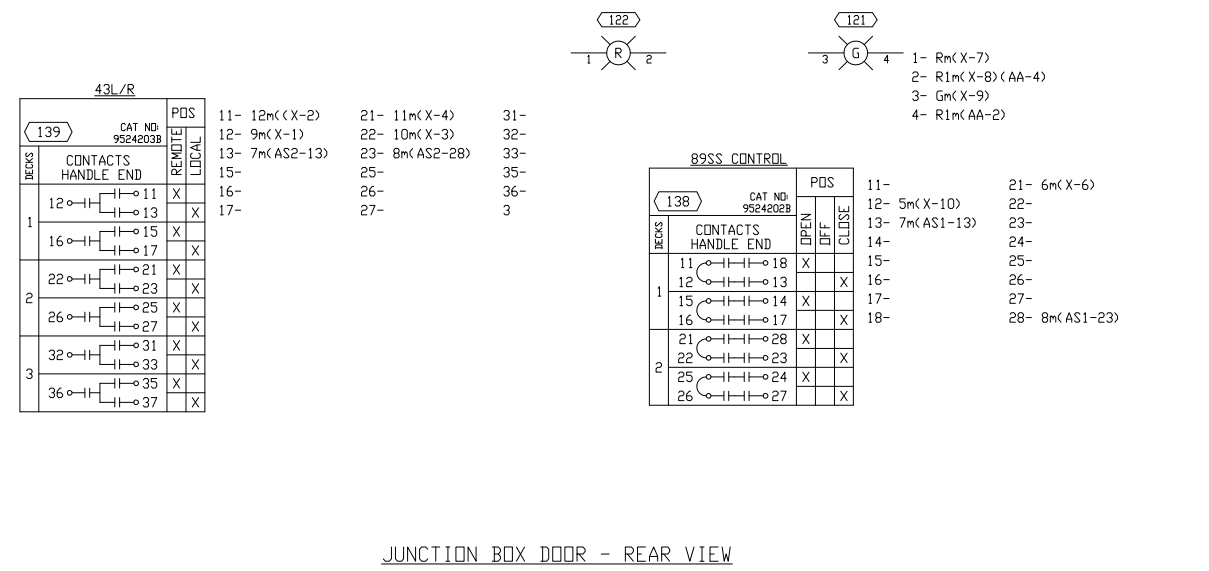 122
R
1
2
121
G
3
4
1- Rm(X-7)
2- R1m(X-8)(AA-4)
3- Gm(X-9)
4- R1m(AA-2)
43L/R
139
CAT NO:
9524203B
POS
REMOTE
LOCAL
DECKS
CONTACTS
HANDLE END
1
12 11 X
13 X
16 15 X
17 X
2
22 21 X
23 X
26 25 X
27 X
3
32 31 X
33 X
36 35 X
37 X
11- 12m((X-2)
12- 9m(X-1)
13- 7m(AS2-13)
15-
16-
17-
21- 11m(X-4)
22- 10m(X-3)
23- 8m(AS2-28)
25-
26-
27-
31-
32-
33-
35-
36-
3
89SS CONTROL
138
CAT NO:
9524202B
POS
OPEN
OFF
CLOSE
DECKS
CONTACTS
HANDLE END
1
11 18 X
12 13 X
15 14 X
16 17 X
2
21 28 X
22 23 X
25 24 X
26 27 X
11-
12- 5m(X-10)
13- 7m(AS1-13)
14-
15-
16-
17-
18-
21- 6m(X-6)
22-
23-
24-
25-
26-
27-
28- 8m(AS1-23)
JUNCTION BOX DOOR - REAR VIEW